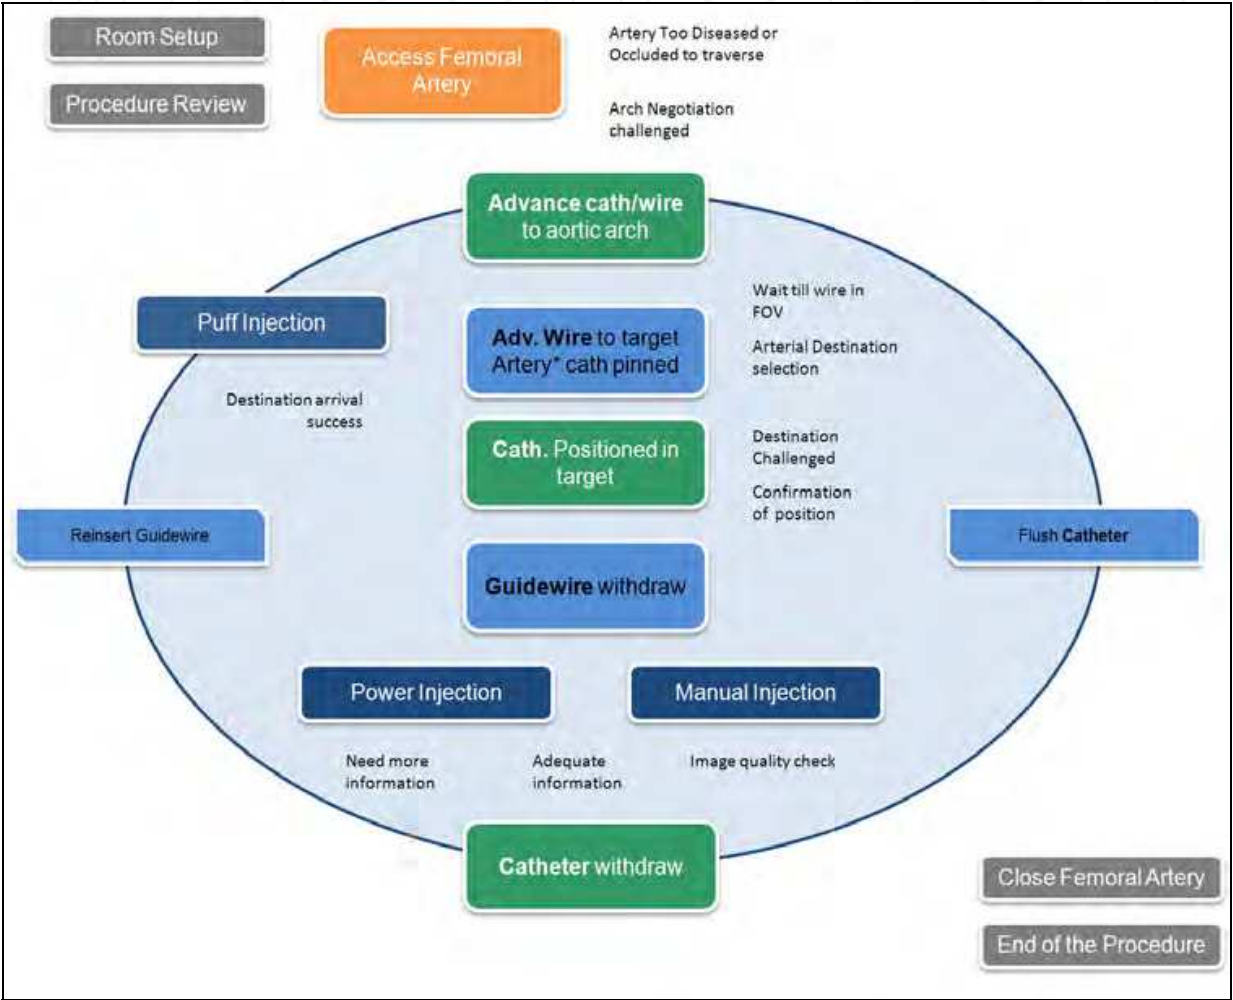 Room Setup
Procedure Review
Access Femoral
Artery
Artery Too Diseased or
Occluded to traverse
Arch Negotiation
challenged
Advance cath/wire
to aortic arch
Puff Injection
Adv. Wire to target
Artery* cath pinned
Wait till wire in
FOV
Arterial Destination
selection
Destination arrival
success
Cath. Positioned in
target
Destination
Challenged
Confirmation
of position
Reinsert Guidewire
Flush Catheter
Guidewire withdraw
Power Injection
Manual Injection
Need more
information
Adequate
information
Image quality check
Catheter withdraw
Close Femoral Artery
End of the Procedure